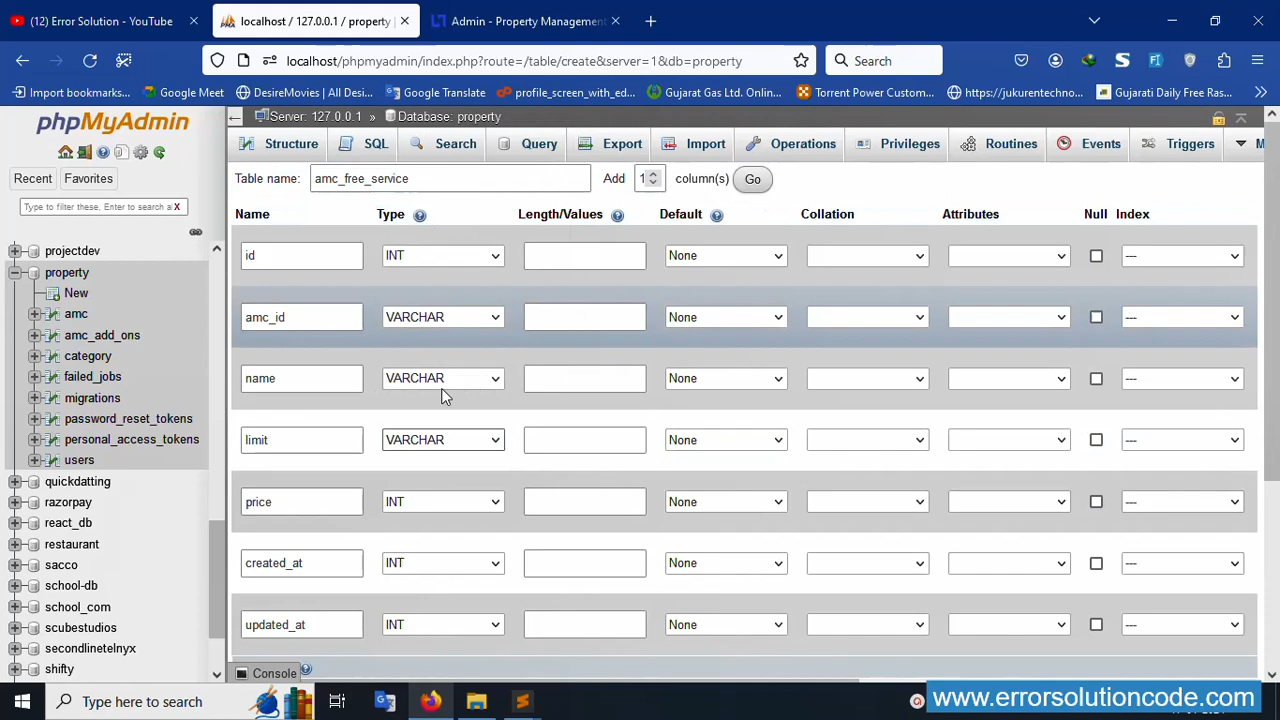 (12) Error Solution - YouTube
localhost / 127.0.0.1 / property |
Admin - Property Management
localhost/phpmyadmin/index.php?route=/table/create&server=1&db=property
Search
Import bookmarks...
Google Meet
DesireMovies | All Desi...
Google Translate
profile_screen_with_ed...
Gujarat Gas Ltd. Onlin...
Torrent Power Custom...
https://jukurentechno...
Gujarati Daily Free Ras...
phpMyAdmin
Recent
Favorites
Type to filter these, Enter to search al X
projectdev
property
New
amc
amc_add_ons
category
failed_jobs
migrations
password_reset_tokens
personal_access_tokens
users
quickdatting
razorpay
react_db
restaurant
sacco
school-db
school_com
scubestudios
secondlinetelnyx
shifty
Server: 127.0.0.1 » Database: property
Structure
SQL
Search
Query
Export
Import
Operations
Privileges
Routines
Events
Triggers
M
Table name: amc_free_service Add 1 column(s) Go
Name Type Length/Values Default Collation Attributes Null Index
id INT None ---
amc_id VARCHAR None ---
name VARCHAR None ---
limit VARCHAR None ---
price INT None ---
created_at INT None ---
updated_at INT None ---
Console
Type here to search
www.errorsolutioncode.com